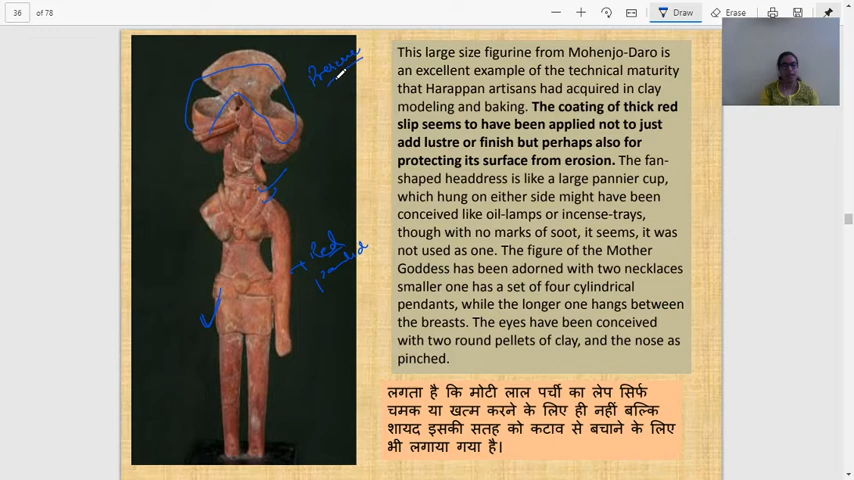 36 of 78
Draw
Erase
This large size figurine from Mohenjo-Daro is
an excellent example of the technical maturity
that Harappan artisans had acquired in clay
modeling and baking. The coating of thick red
slip seems to have been applied not to just
add lustre or finish but perhaps also for
protecting its surface from erosion. The fan-
shaped headdress is like a large pannier cup,
which hung on either side might have been
conceived like oil-lamps or incense-trays,
though with no marks of soot, it seems, it was
not used as one. The figure of the Mother
Goddess has been adorned with two necklaces
smaller one has a set of four cylindrical
pendants, while the longer one hangs between
the breasts. The eyes have been conceived
with two round pellets of clay, and the nose as
pinched.
लगता है कि मोटी लाल पर्ची का लेप सिर्फ
चमक या खत्म करने के लिए ही नहीं बल्कि
शायद इसकी सतह को कटाव से बचाने के लिए
भी लगाया गया है।
Red